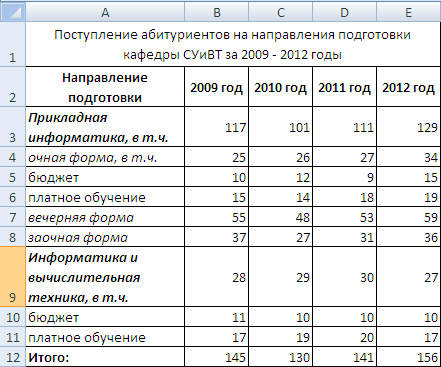 A B C D E
1 Поступление абитуриентов на направления подготовки
кафедры СУиВТ за 2009 - 2012 годы
2 Направление
подготовки 2009 год 2010 год 2011 год 2012 год
3 Прикладная
информатика, в т.ч. 117 101 111 129
4 очная форма, в т.ч. 25 26 27 34
5 бюджет 10 12 9 15
6 платное обучение 15 14 18 19
7 вечерняя форма 55 48 53 59
8 заочная форма 37 27 31 36
9 Информатика и
вычислительная
техника, в т.ч. 28 29 30 27
10 бюджет 11 10 10 10
11 платное обучение 17 19 20 17
12 Итого: 145 130 141 156